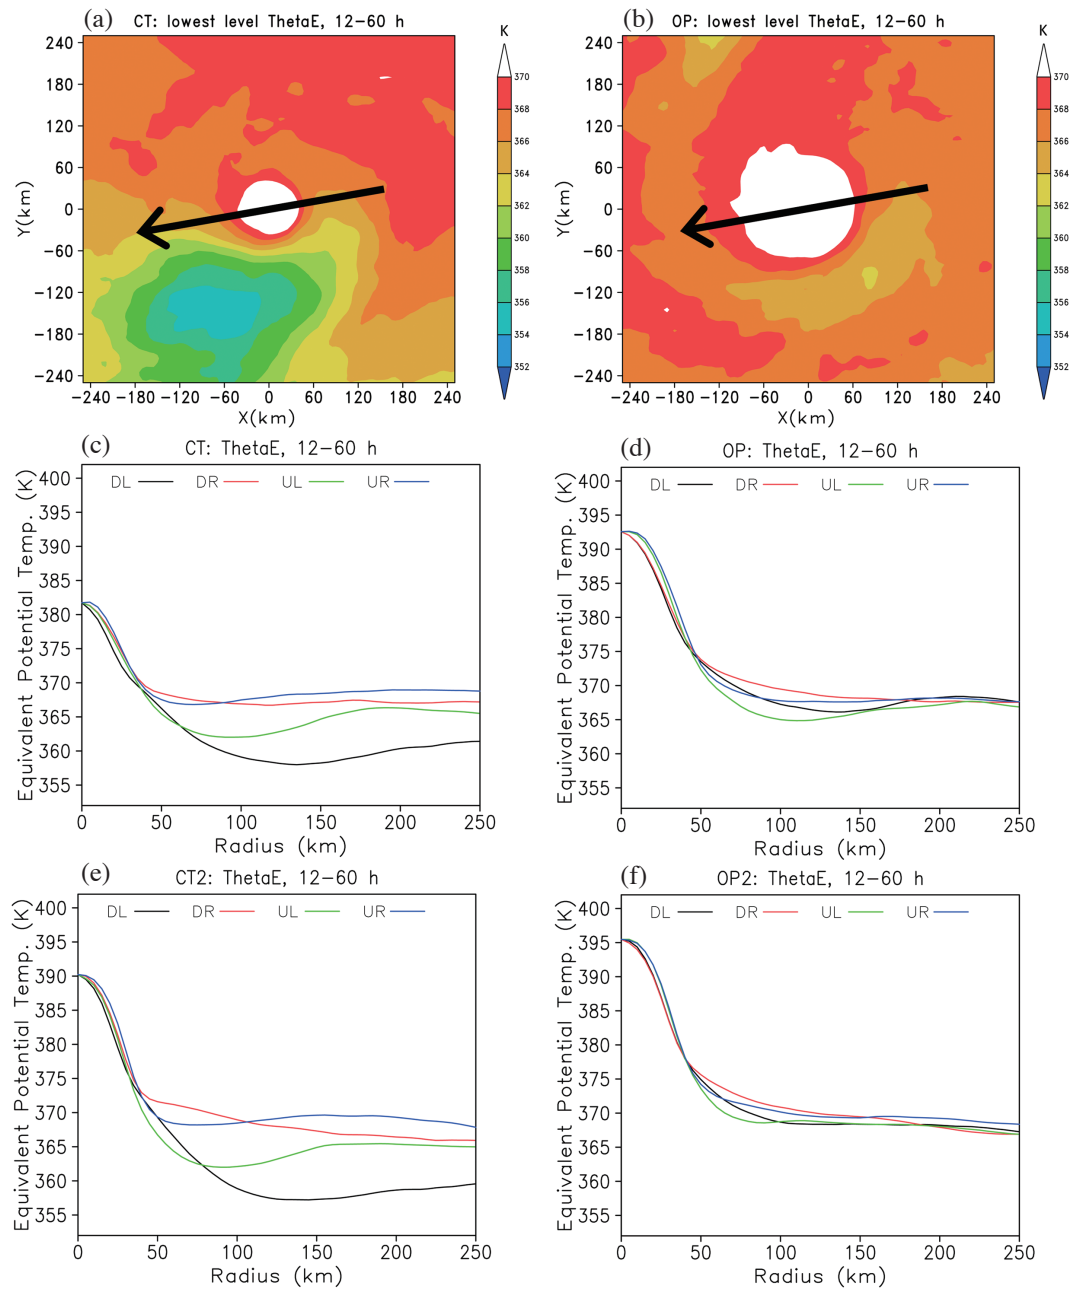 (a) CT: lowest level ThetaE, 12−60 h
K
240
180
120
60
0
−60
−120
−180
−240
Y(km)
−240 −180 −120 −60 0 60 120 180 240
X(km)
370
368
366
364
362
360
358
356
354
352
(b) OP: lowest level ThetaE, 12−60 h
K
240
180
120
60
0
−60
−120
−180
−240
Y(km)
−240 −180 −120 −60 0 60 120 180 240
X(km)
370
368
366
364
362
360
358
356
354
352
(c) CT: ThetaE, 12−60 h
DL DR UL UR
Equivalent Potential Temp. (K)
400
395
390
385
380
375
370
365
360
355
0 50 100 150 200 250
Radius (km)
(d) OP: ThetaE, 12−60 h
DL DR UL UR
Equivalent Potential Temp. (K)
400
395
390
385
380
375
370
365
360
355
0 50 100 150 200 250
Radius (km)
(e) CT2: ThetaE, 12−60 h
DL DR UL UR
Equivalent Potential Temp. (K)
400
395
390
385
380
375
370
365
360
355
0 50 100 150 200 250
Radius (km)
(f) OP2: ThetaE, 12−60 h
DL DR UL UR
Equivalent Potential Temp. (K)
400
395
390
385
380
375
370
365
360
355
0 50 100 150 200 250
Radius (km)